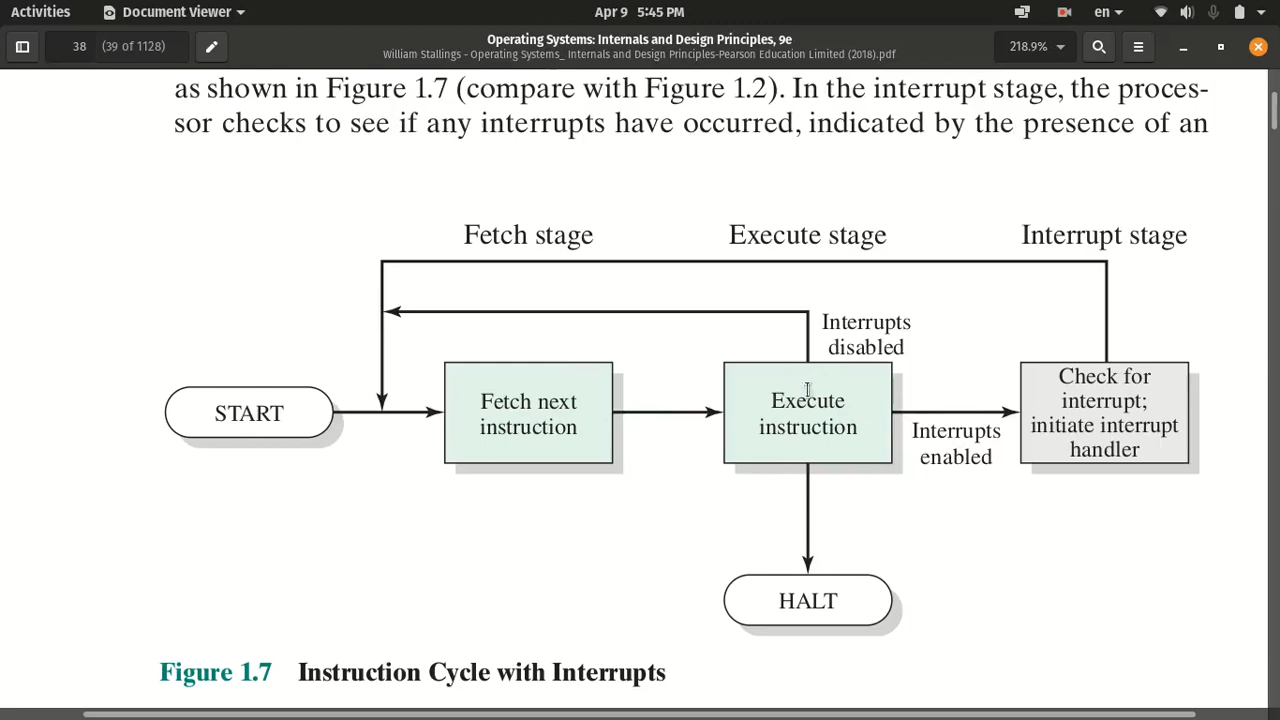 Activities
Document Viewer
Apr 9 5:45 PM
en
38
(39 of 1128)
Operating Systems: Internals and Design Principles, 9e
William Stallings - Operating Systems_ Internals and Design Principles-Pearson Education Limited (2018).pdf
218.9%
as shown in Figure 1.7 (compare with Figure 1.2). In the interrupt stage, the proces-
sor checks to see if any interrupts have occurred, indicated by the presence of an
Fetch stage
Execute stage
Interrupt stage
Interrupts
disabled
START
Fetch next
instruction
Execute
instruction
Interrupts
enabled
Check for
interrupt;
initiate interrupt
handler
HALT
Figure 1.7 Instruction Cycle with Interrupts